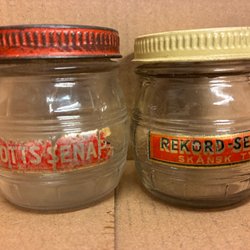 OTTS SENAP
REKORD-SE
SKÅNSK T